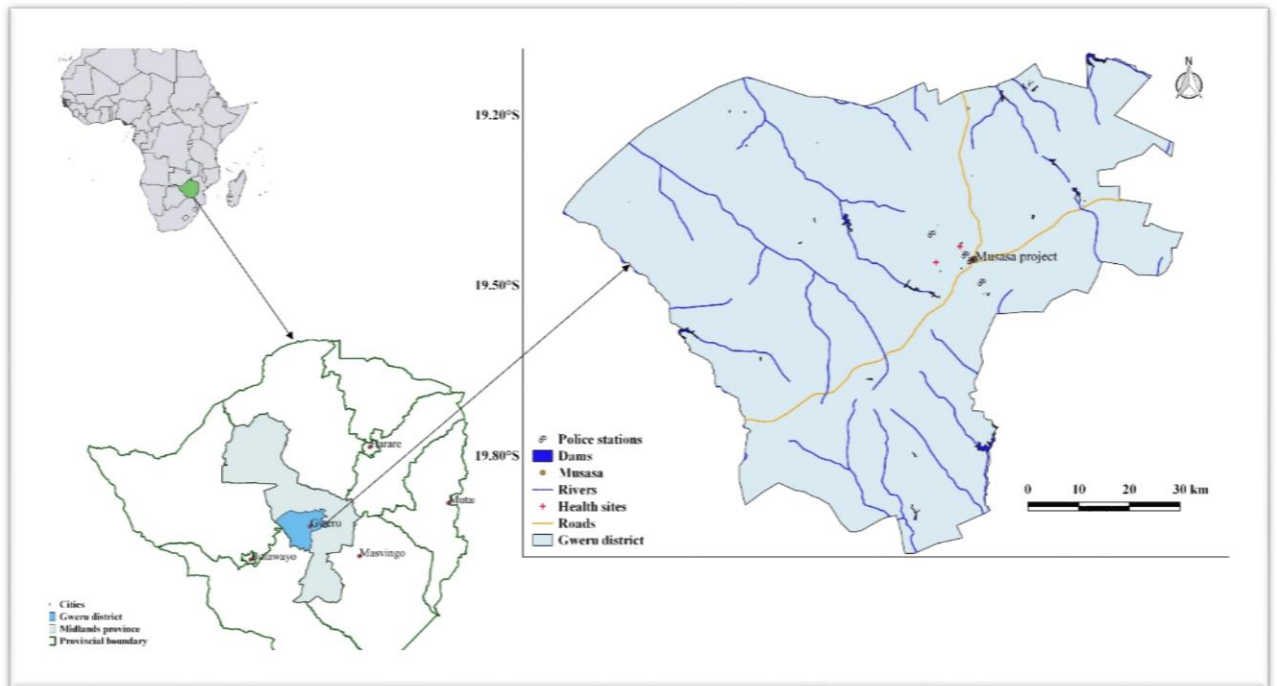 N
19.20°S
19.50°S
19.80°S
Musasa project
Police stations
Dams
Musasa
Rivers
Health sites
Roads
Gweru district
0 10 20 30 km
Gweru
Masvingo
Cities
Gweru district
Midlands province
Provincial boundary